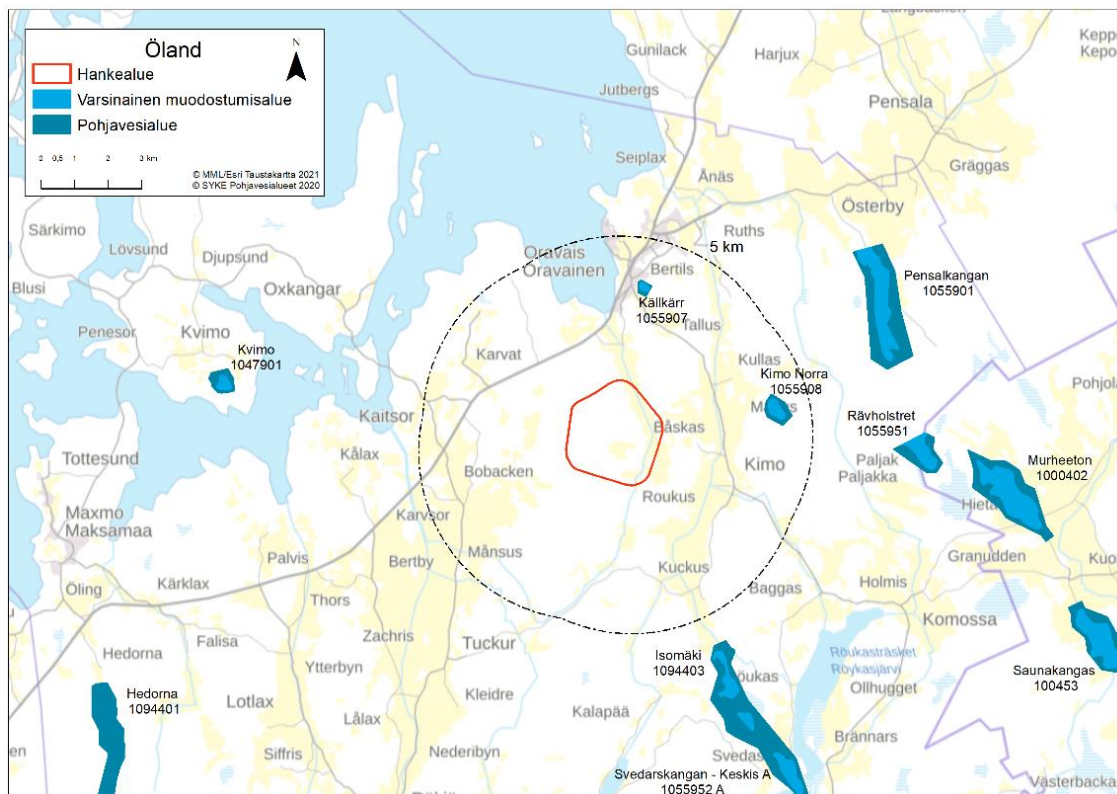 Öland
N
Hankealue
Varsinainen muodostumisalue
Pohjavesialue
0 0,5 1 2 3 km
© MML/Esri Taustakartta 2021
© SYKE Pohjavesialueet 2020
Gunilack
Harjux
Jutbergs
Pensala
Seiplax
Gräggas
Ånäs
Österby
Särkimo
Lövsund
Djupsund
Ruths
5 km
Oravais
Oravainen
Bertils
Blusi
Oxkangar
Pensalkangan
1055901
Källkärr
1055907
Penesor
Kvimo
Tallus
Kvimo
1047901
Karvat
Kullas
Kimo Norra
1055908
Pohjola
Kaitsor
Båskas
Rävholstret
1055951
Tottesund
Kålax
Bobacken
Kimo
Paljak
Paljakka
Murheeton
1000402
Roukus
Hieta
Maxmo
Maksamaa
Karvsor
Palvis
Bertby
Månsus
Granudden
Kärklax
Kuckus
Holmis
Öling
Baggas
Thors
Komossa
Falisa
Zachris
Tuckur
Hedorna
Isomäki
1094403
Röukasträsket
Röykasjärvi
Ytterbyn
Saunakangas
100453
Hedorna
1094401
Lotlax
Kleidre
Ollhugget
Kalapää
Lålax
Brännars
Siffris
Nederibyn
Svedarskangan - Keskis A
1055952 A
Västerbacka